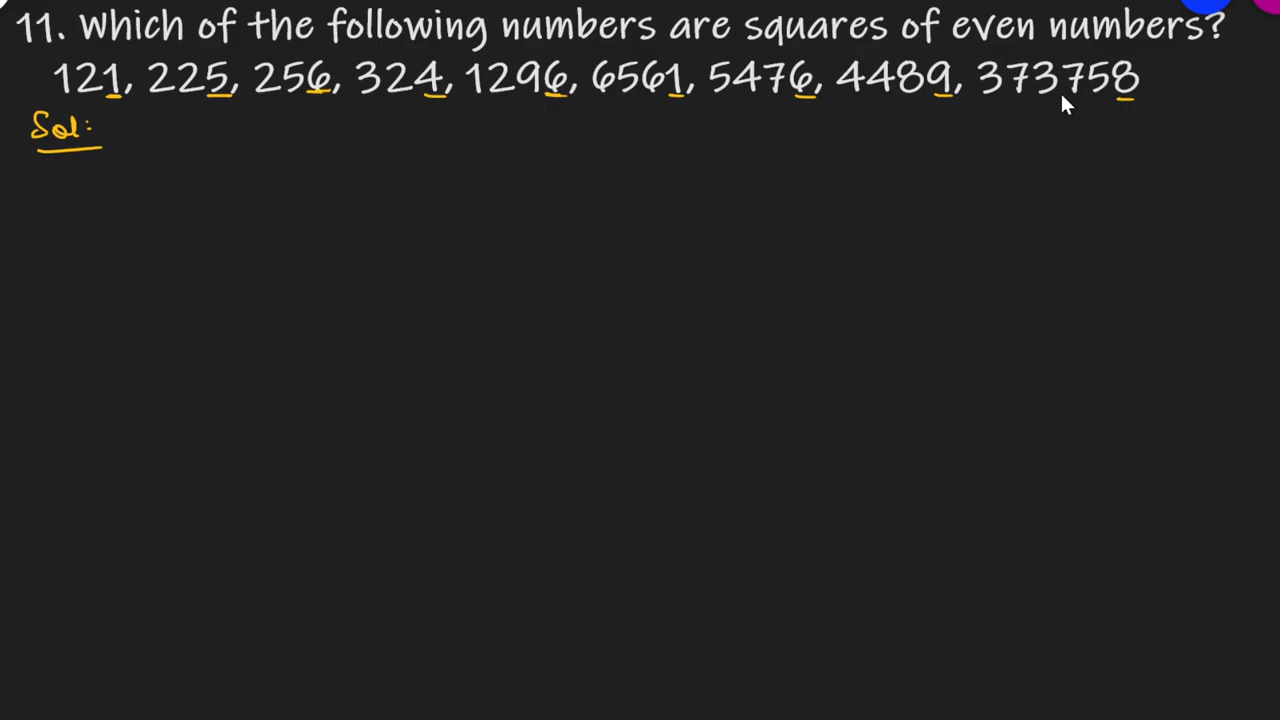 11. Which of the following numbers are squares of even numbers?
121, 225, 256, 324, 1296, 6561, 5476, 4489, 373758
Sol: